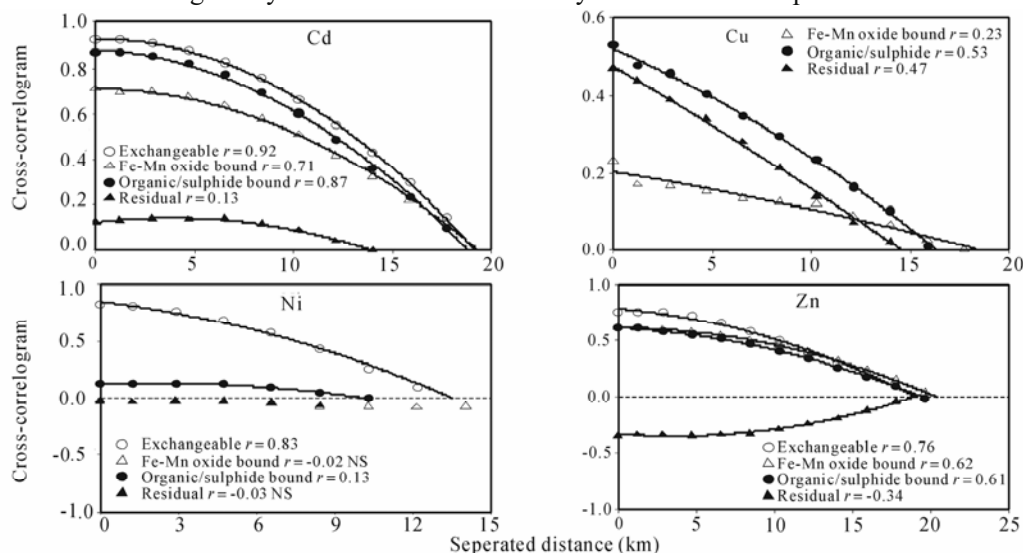 Cd
Cross-correlogram
1.0
0.8
0.6
0.4
0.2
0.0
Exchangeable r = 0.92
Fe-Mn oxide bound r = 0.71
Organic/sulphide bound r = 0.87
Residual r = 0.13
0 5 10 15 20
Cu
Cross-correlogram
0.6
0.4
0.2
0.0
Fe-Mn oxide bound r = 0.23
Organic/sulphide r = 0.53
Residual r = 0.47
0 5 10 15 20
Ni
Cross-correlogram
1.0
0.5
0.0
-0.5
-1.0
Exchangeable r = 0.83
Fe-Mn oxide bound r = -0.02 NS
Organic/sulphide bound r = 0.13
Residual r = -0.03 NS
0 3 6 9 12 15
Zn
Cross-correlogram
1.0
0.5
0.0
-0.5
-1.0
Exchangeable r = 0.76
Fe-Mn oxide bound r = 0.62
Organic/sulphide bound r = 0.61
Residual r = -0.34
0 5 10 15 20 25
Seperated distance (km)